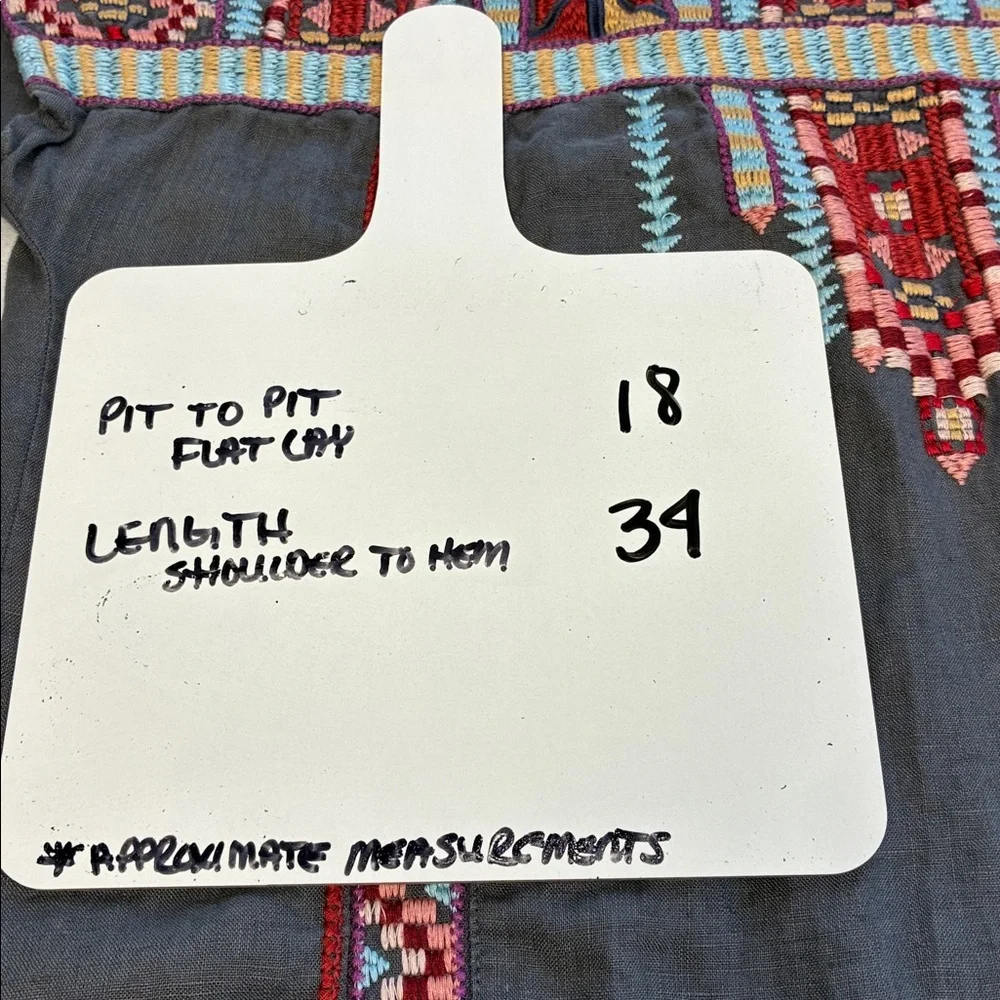 PIT TO PIT 18
FLAT LAY
LENGTH 34
SHOULDER TO HEM
*APPROXIMATE MEASUREMENTS